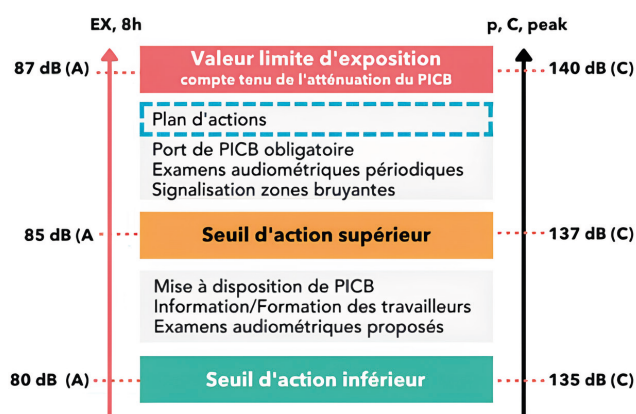 EX, 8h
p, C, peak
87 dB (A)
Valeur limite d'exposition
compte tenu de l'atténuation du PICB
140 dB (C)
Plan d'actions
Port de PICB obligatoire
Examens audiométriques périodiques
Signalisation zones bruyantes
85 dB (A
Seuil d'action supérieur
137 dB (C)
Mise à disposition de PICB
Information/Formation des travailleurs
Examens audiométriques proposés
80 dB (A)
Seuil d'action inférieur
135 dB (C)